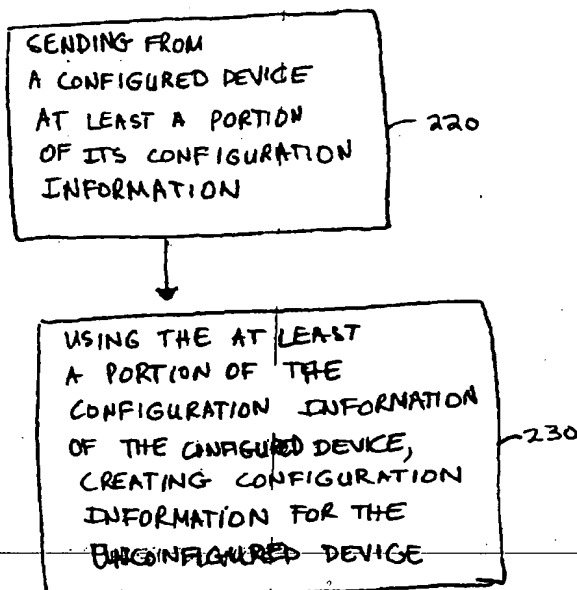 SENDING FROM
A CONFIGURED DEVICE
AT LEAST A PORTION
OF ITS CONFIGURATION
INFORMATION
220
USING THE AT LEAST
A PORTION OF THE
CONFIGURATION INFORMATION
OF THE CONFIGURED DEVICE,
CREATING CONFIGURATION
INFORMATION FOR THE
UNCONFIGURED DEVICE
230